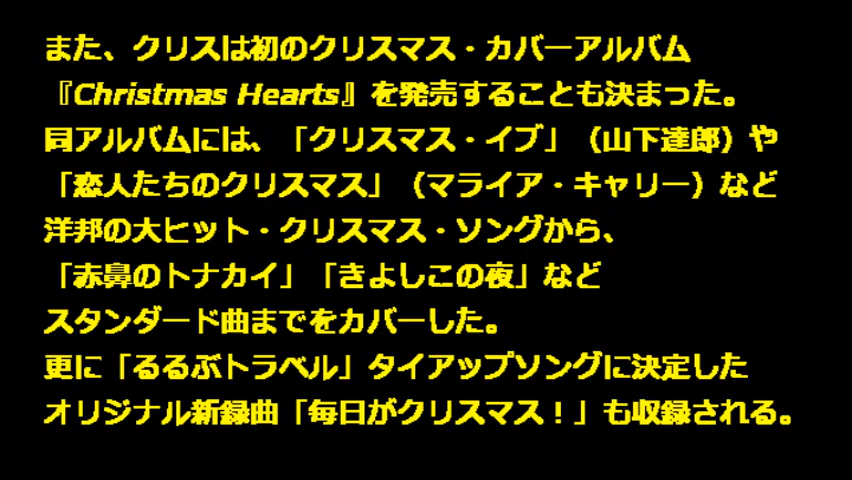 また、クリスは初のクリスマス・カバーアルバム
『Christmas Hearts』を発売することも決まった。
同アルバムには、「クリスマス・イブ」（山下達郎）や
「恋人たちのクリスマス」（マライア・キャリー）など
洋邦の大ヒット・クリスマス・ソングから、
「赤鼻のトナカイ」「きよしこの夜」など
スタンダード曲までをカバーした。
更に「るるぶトラベル」タイアップソングに決定した
オリジナル新録曲「毎日がクリスマス！」も収録される。